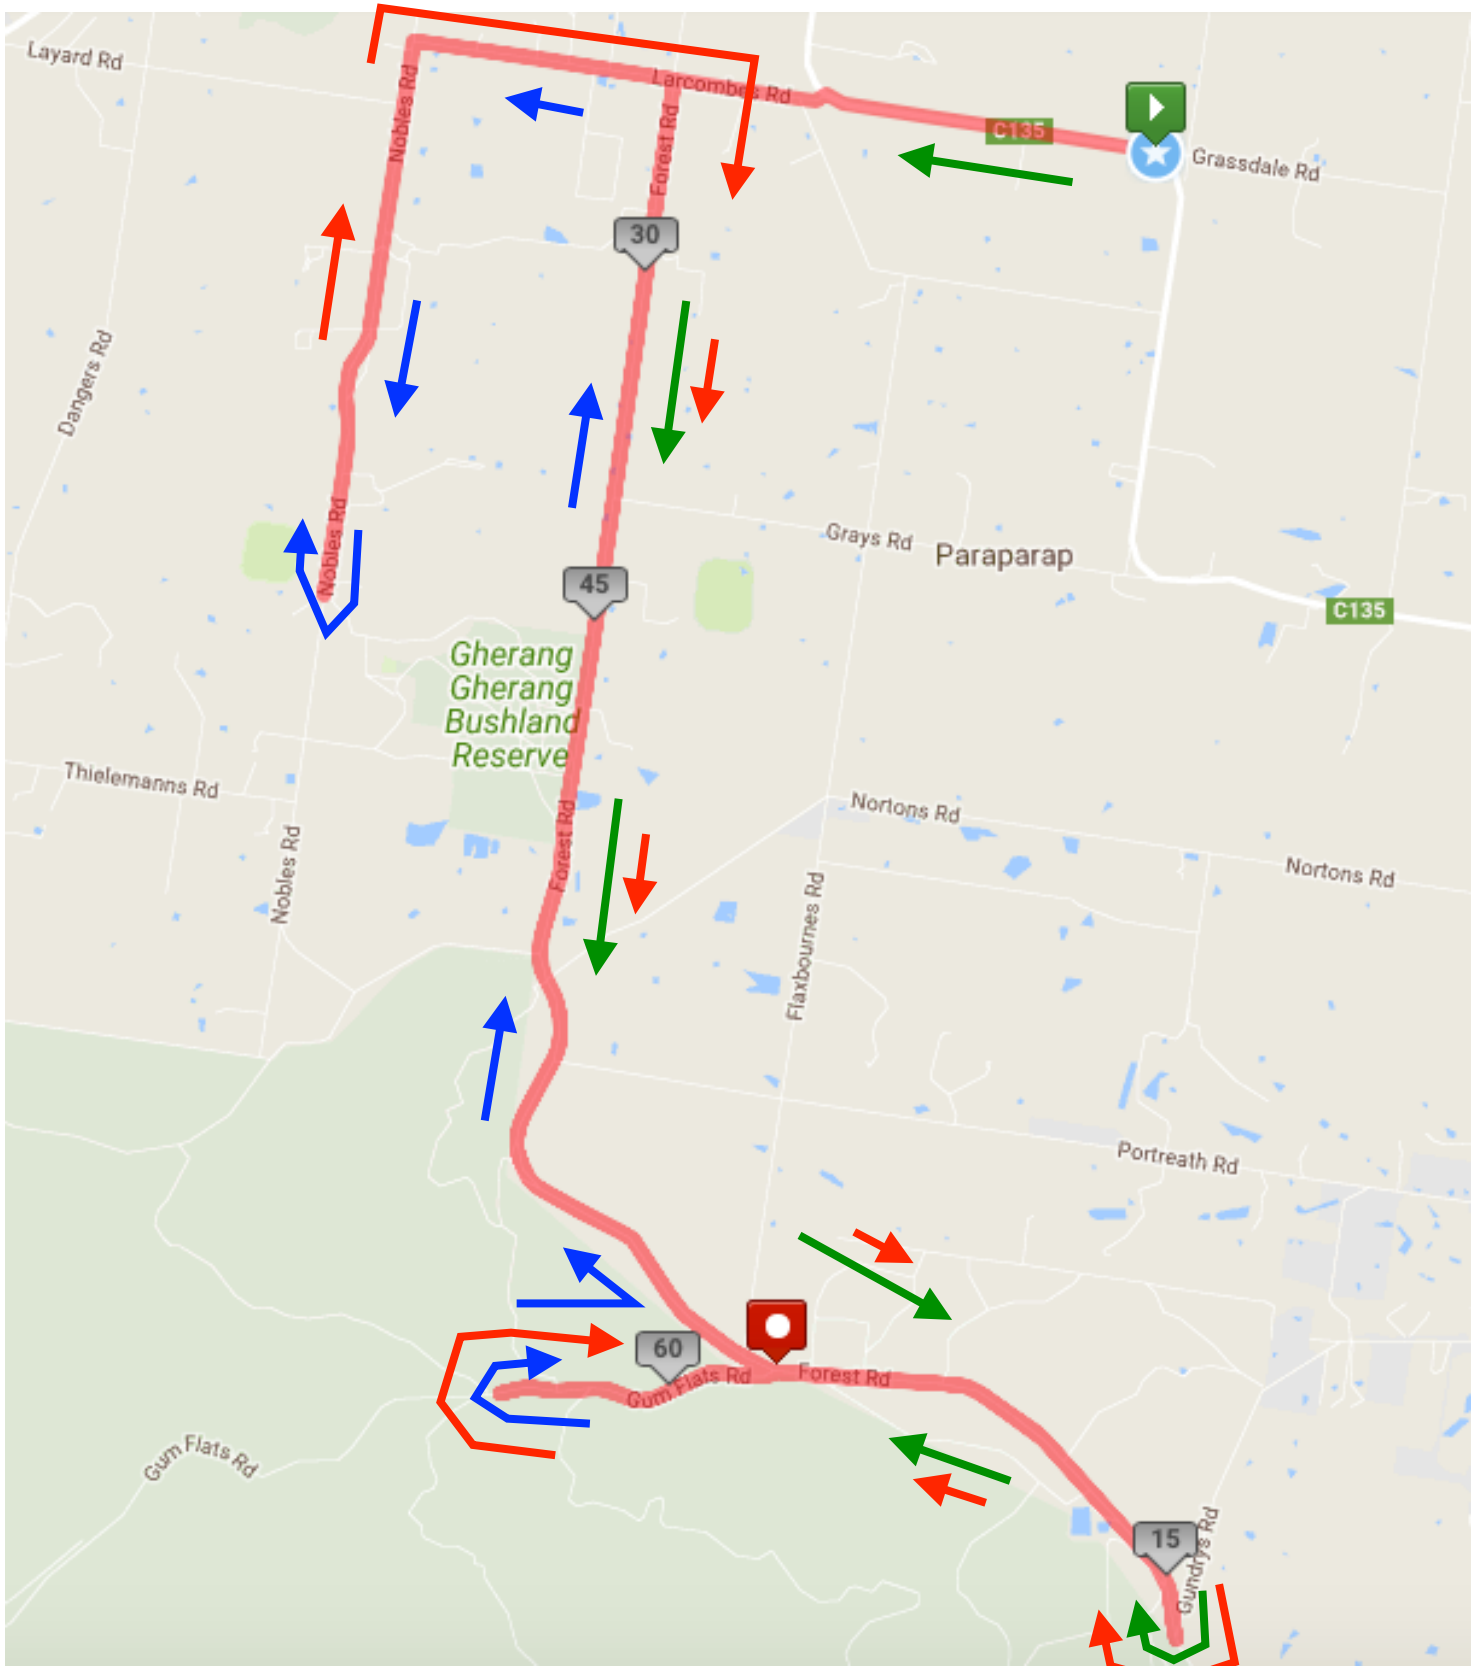 Layard Rd
Nobles Rd
Larcombes Rd
Forest Rd
C135
Grassdale Rd
30
Dangers Rd
Nobles Rd
Grays Rd
Paraparap
45
C135
Gherang
Gherang
Bushland
Reserve
Thielemanns Rd
Nobles Rd
Forest Rd
Nortons Rd
Nortons Rd
Flaxbournes Rd
Portreath Rd
60
Gum Flats Rd
Forest Rd
Gum Flats Rd
15
Gundrys Rd